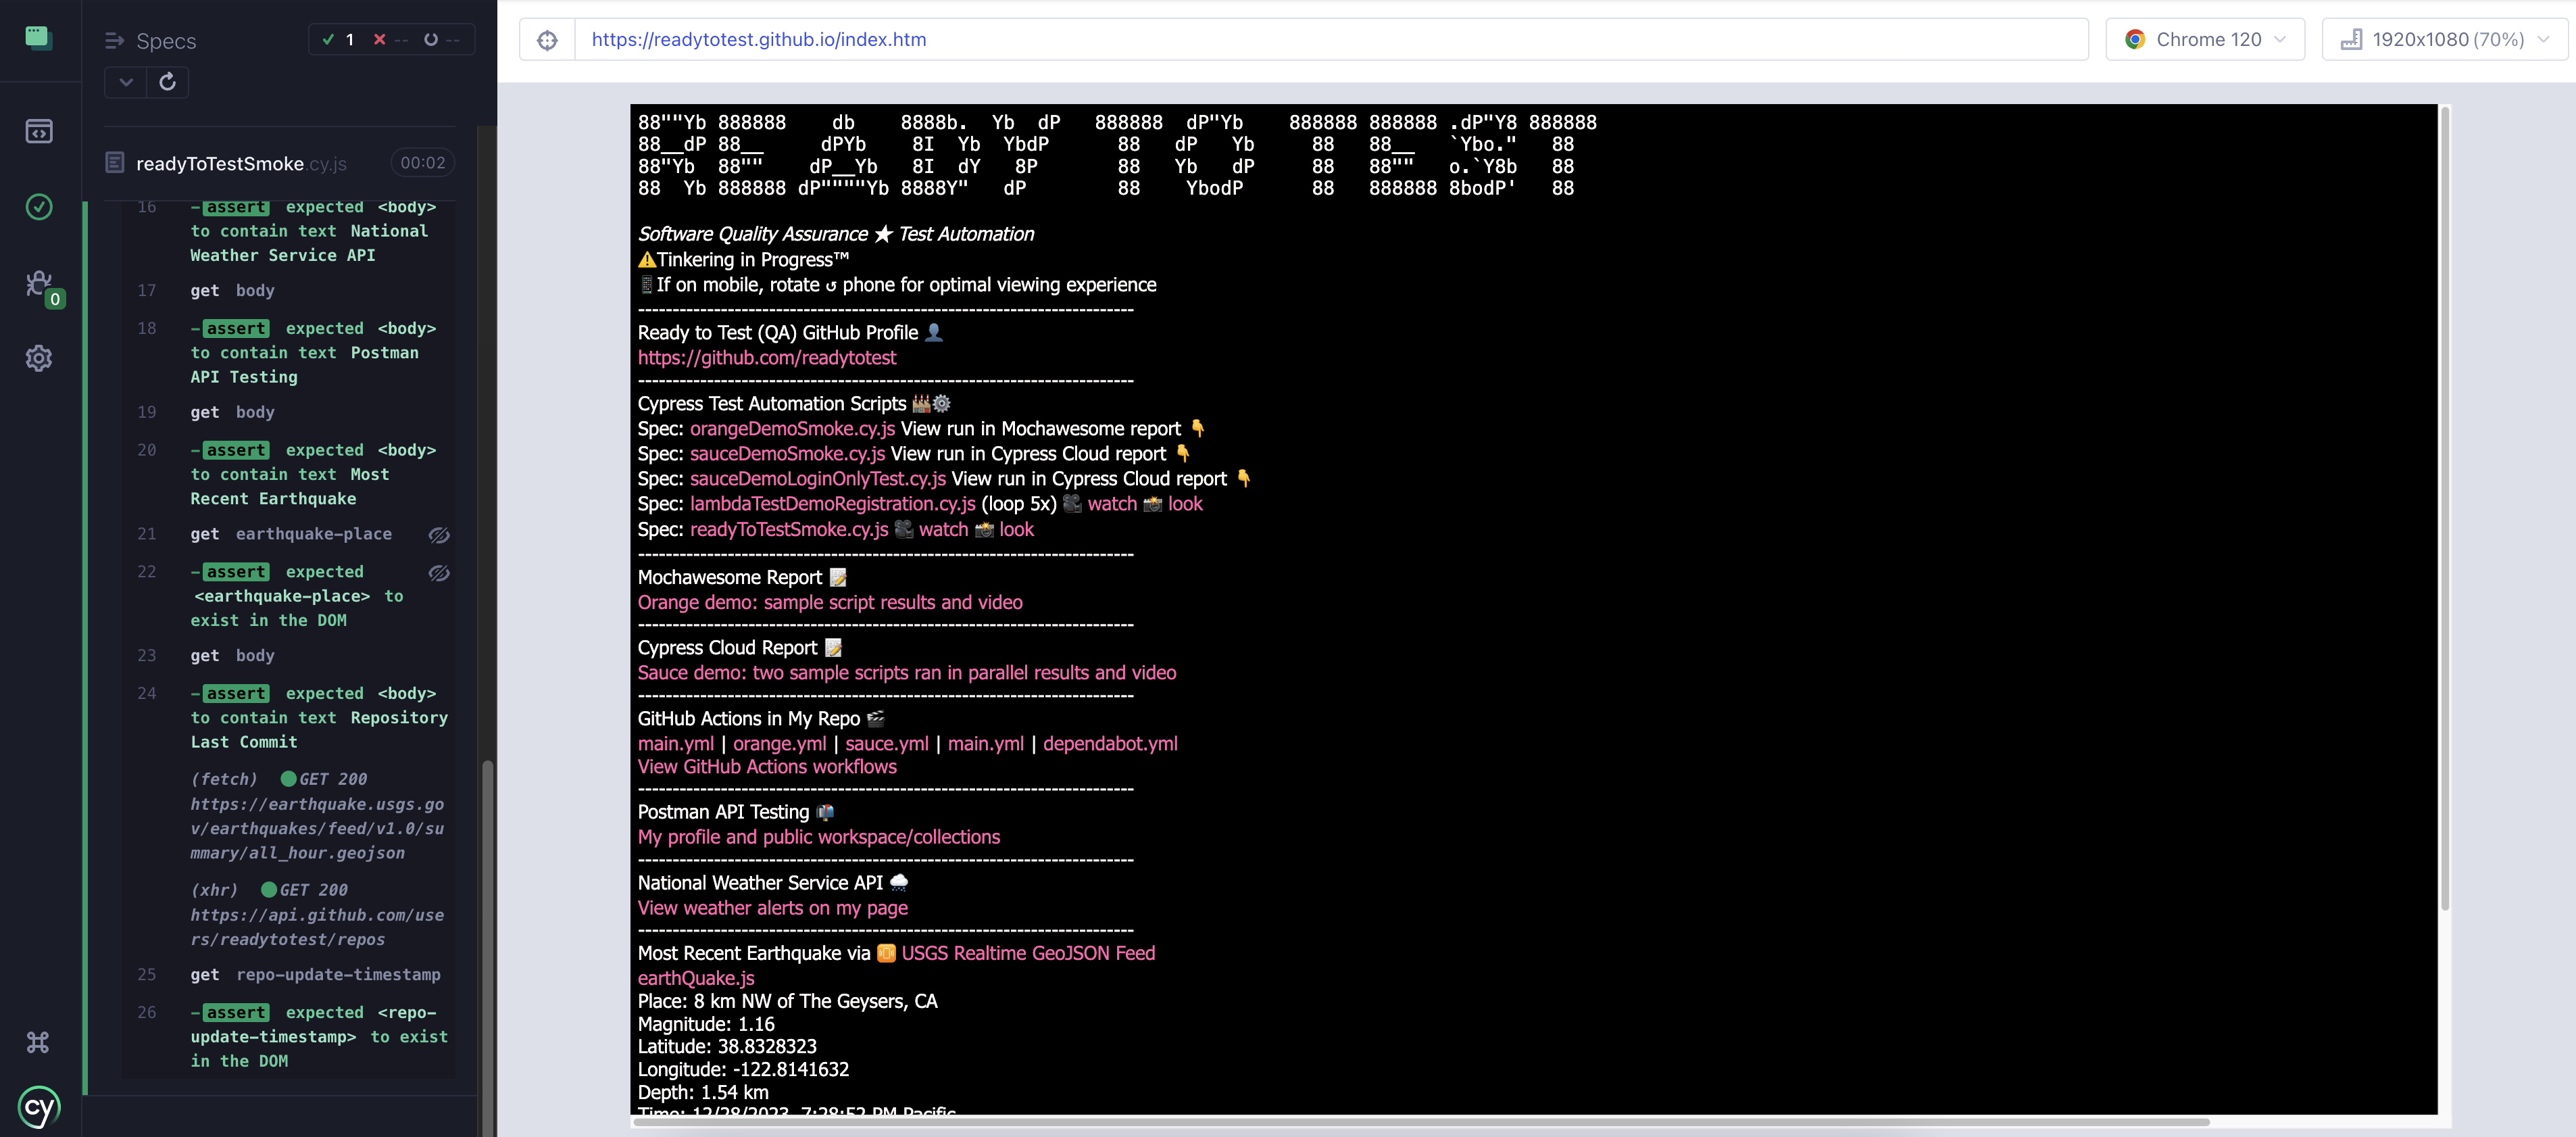 Specs
1 -- --
https://readytotest.github.io/index.htm
Chrome 120
1920x1080 (70%)
readyToTestSmoke.cy.js 00:02
16 -assert expected <body>
to contain text National
Weather Service API
17 get body
18 -assert expected <body>
to contain text Postman
API Testing
19 get body
20 -assert expected <body>
to contain text Most
Recent Earthquake
21 get earthquake-place
22 -assert expected
<earthquake-place> to
exist in the DOM
23 get body
24 -assert expected <body>
to contain text Repository
Last Commit
(fetch) GET 200
https://earthquake.usgs.go
v/earthquakes/feed/v1.0/su
mmary/all_hour.geojson
(xhr) GET 200
https://api.github.com/use
rs/readytotest/repos
25 get repo-update-timestamp
26 -assert expected <repo-
update-timestamp> to exist
in the DOM
0
cy
88""Yb 888888    db    8888b.  Yb  dP   888888  dP"Yb    888888 888888 .dP"Y8 888888
88__dP 88__     dPYb    8I  Yb  YbdP      88   dP   Yb     88   88__   `Ybo."   88
88"Yb  88""    dP__Yb   8I  dY   8P       88   Yb   dP     88   88""   o.`Y8b   88
88  Yb 888888 dP""""Yb 8888Y"   dP        88    YbodP      88   888888 8bodP'   88
Software Quality Assurance ★ Test Automation
⚠️Tinkering in Progress™
📱If on mobile, rotate ↺ phone for optimal viewing experience
------------------------------------------------------------------------
Ready to Test (QA) GitHub Profile 👤
https://github.com/readytotest
------------------------------------------------------------------------
Cypress Test Automation Scripts 🏭⚙️
Spec: orangeDemoSmoke.cy.js View run in Mochawesome report 👇
Spec: sauceDemoSmoke.cy.js View run in Cypress Cloud report 👇
Spec: sauceDemoLoginOnlyTest.cy.js View run in Cypress Cloud report 👇
Spec: lambdaTestDemoRegistration.cy.js (loop 5x) 🎥 watch 📸 look
Spec: readyToTestSmoke.cy.js 🎥 watch 📸 look
------------------------------------------------------------------------
Mochawesome Report 📝
Orange demo: sample script results and video
------------------------------------------------------------------------
Cypress Cloud Report 📝
Sauce demo: two sample scripts ran in parallel results and video
------------------------------------------------------------------------
GitHub Actions in My Repo 🎬
main.yml | orange.yml | sauce.yml | main.yml | dependabot.yml
View GitHub Actions workflows
------------------------------------------------------------------------
Postman API Testing 📬
My profile and public workspace/collections
------------------------------------------------------------------------
National Weather Service API 🌧️
View weather alerts on my page
------------------------------------------------------------------------
Most Recent Earthquake via USGS Realtime GeoJSON Feed
earthQuake.js
Place: 8 km NW of The Geysers, CA
Magnitude: 1.16
Latitude: 38.8328323
Longitude: -122.8141632
Depth: 1.54 km
Time: 12/28/2023, 7:28:52 PM Pacific